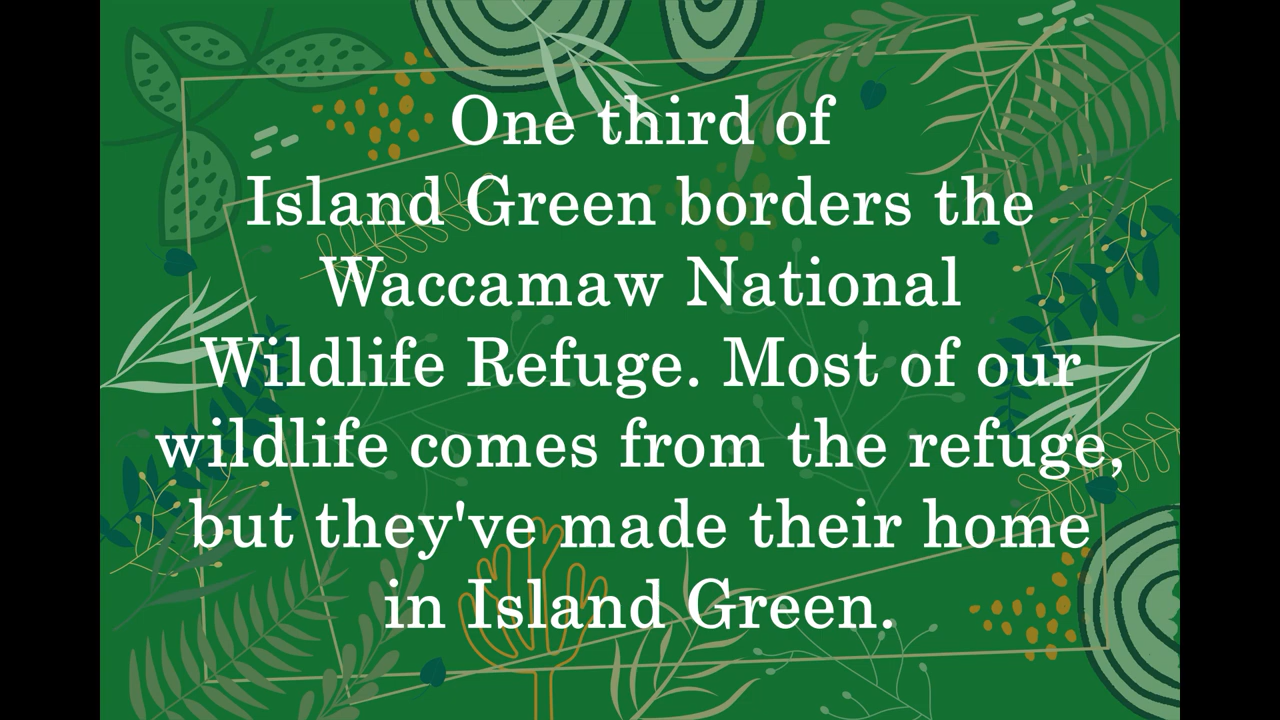 One third of
Island Green borders the
Waccamaw National
Wildlife Refuge. Most of our
wildlife comes from the refuge,
but they've made their home
in Island Green.